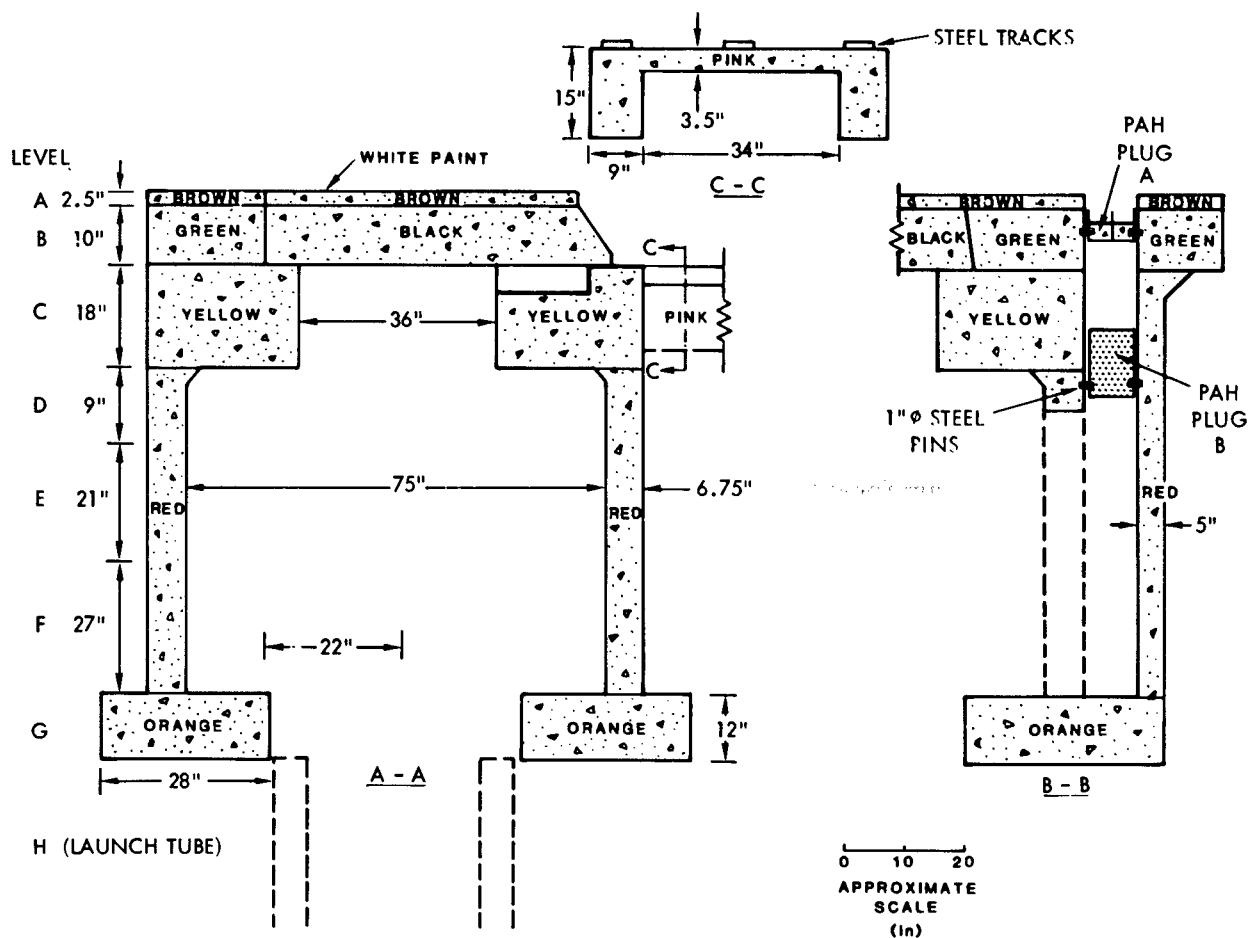 STEEL TRACKS
PINK
15"
3.5"
34"
9"
C - C
PAH
PLUG
A
LEVEL
WHITE PAINT
A 2.5"
BROWN
BROWN
BROWN
BROWN
B 10"
GREEN
BLACK
BLACK
GREEN
GREEN
C
C 18"
YELLOW
36"
YELLOW
PINK
YELLOW
C
D 9"
1" ø STEEL
PINS
PAH
PLUG
B
E 21"
75"
6.75"
RED
RED
RED
5"
F 27"
22"
G
ORANGE
ORANGE
12"
ORANGE
28"
A - A
B - B
H (LAUNCH TUBE)
0 10 20
APPROXIMATE
SCALE
(In)